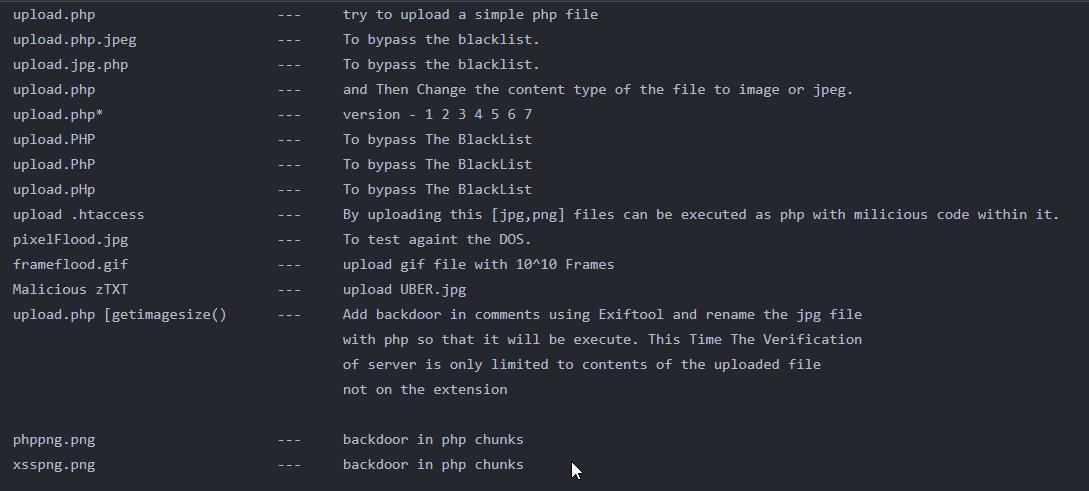 upload.php --- try to upload a simple php file
upload.php.jpeg --- To bypass the blacklist.
upload.jpg.php --- To bypass the blacklist.
upload.php --- and Then Change the content type of the file to image or jpeg.
upload.php* --- version - 1 2 3 4 5 6 7
upload.PHP --- To bypass The BlackList
upload.PhP --- To bypass The BlackList
upload.pHp --- To bypass The BlackList
upload .htaccess --- By uploading this [jpg,png] files can be executed as php with milicious code within it.
pixelFlood.jpg --- To test againt the DOS.
frameflood.gif --- upload gif file with 10^10 Frames
Malicious zTXT --- upload UBER.jpg
upload.php [getimagesize() --- Add backdoor in comments using Exiftool and rename the jpg file
with php so that it will be execute. This Time The Verification
of server is only limited to contents of the uploaded file
not on the extension
phppng.png --- backdoor in php chunks
xsspng.png --- backdoor in php chunks